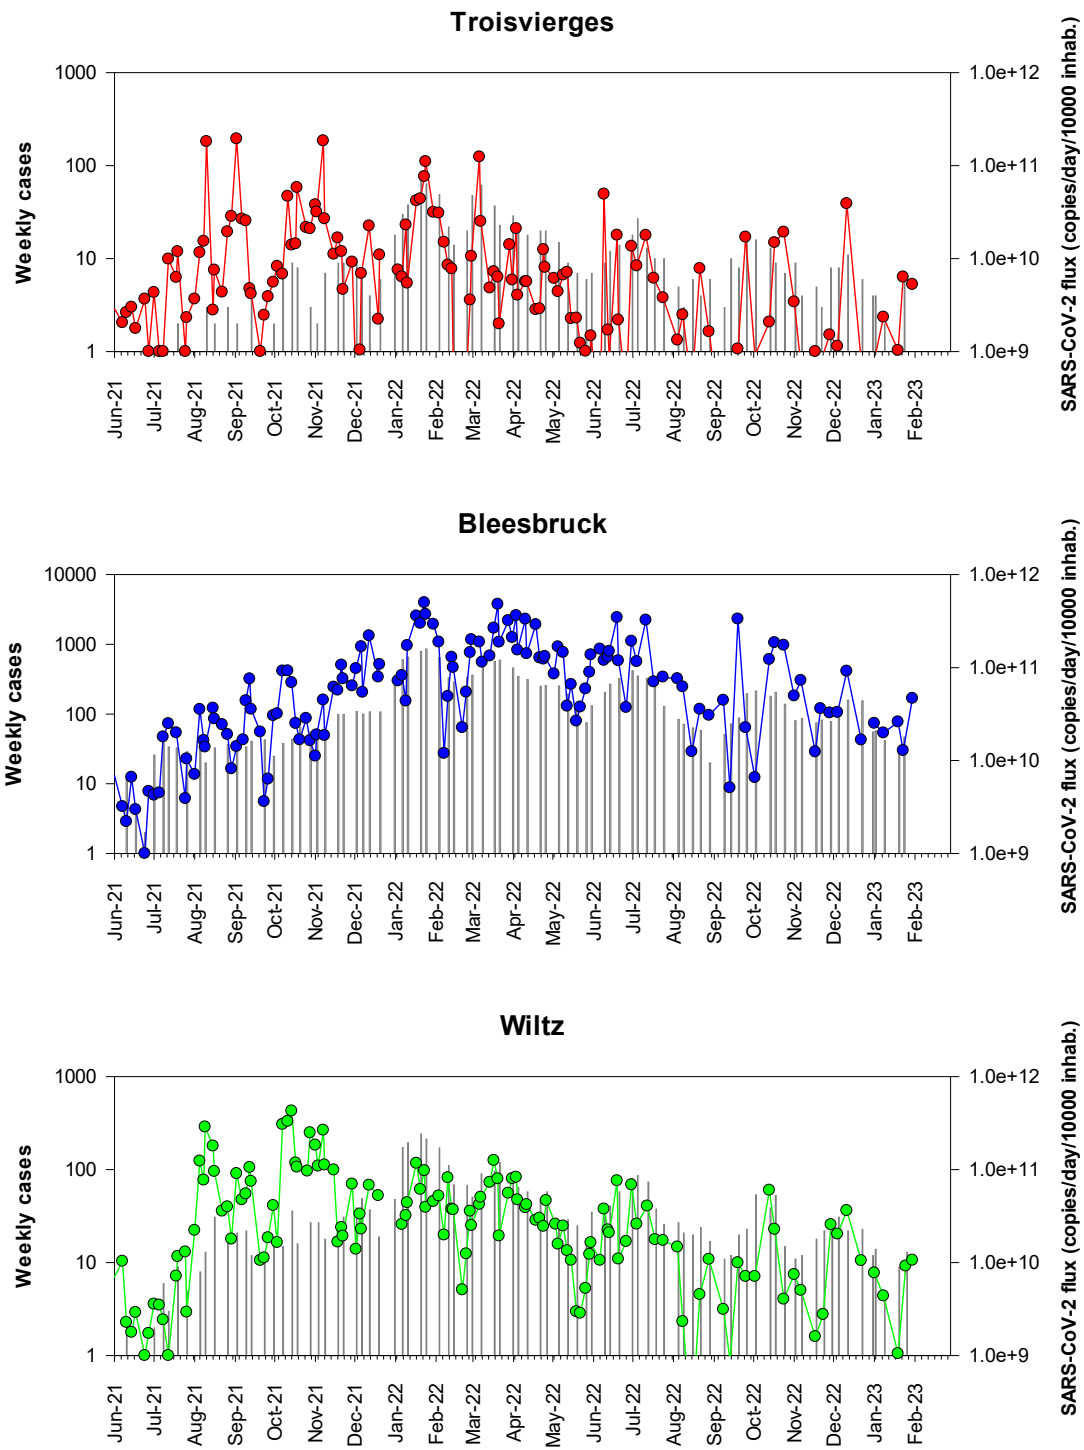 Troisvierges
Weekly cases
SARS-CoV-2 flux (copies/day/10000 inhab.)
1000
100
10
1
1.0e+12
1.0e+11
1.0e+10
1.0e+9
Jun-21
Jul-21
Aug-21
Sep-21
Oct-21
Nov-21
Dec-21
Jan-22
Feb-22
Mar-22
Apr-22
May-22
Jun-22
Jul-22
Aug-22
Sep-22
Oct-22
Nov-22
Dec-22
Jan-23
Feb-23
Bleesbruck
Weekly cases
SARS-CoV-2 flux (copies/day/10000 inhab.)
10000
1000
100
10
1
1.0e+12
1.0e+11
1.0e+10
1.0e+9
Jun-21
Jul-21
Aug-21
Sep-21
Oct-21
Nov-21
Dec-21
Jan-22
Feb-22
Mar-22
Apr-22
May-22
Jun-22
Jul-22
Aug-22
Sep-22
Oct-22
Nov-22
Dec-22
Jan-23
Feb-23
Wiltz
Weekly cases
SARS-CoV-2 flux (copies/day/10000 inhab.)
1000
100
10
1
1.0e+12
1.0e+11
1.0e+10
1.0e+9
Jun-21
Jul-21
Aug-21
Sep-21
Oct-21
Nov-21
Dec-21
Jan-22
Feb-22
Mar-22
Apr-22
May-22
Jun-22
Jul-22
Aug-22
Sep-22
Oct-22
Nov-22
Dec-22
Jan-23
Feb-23